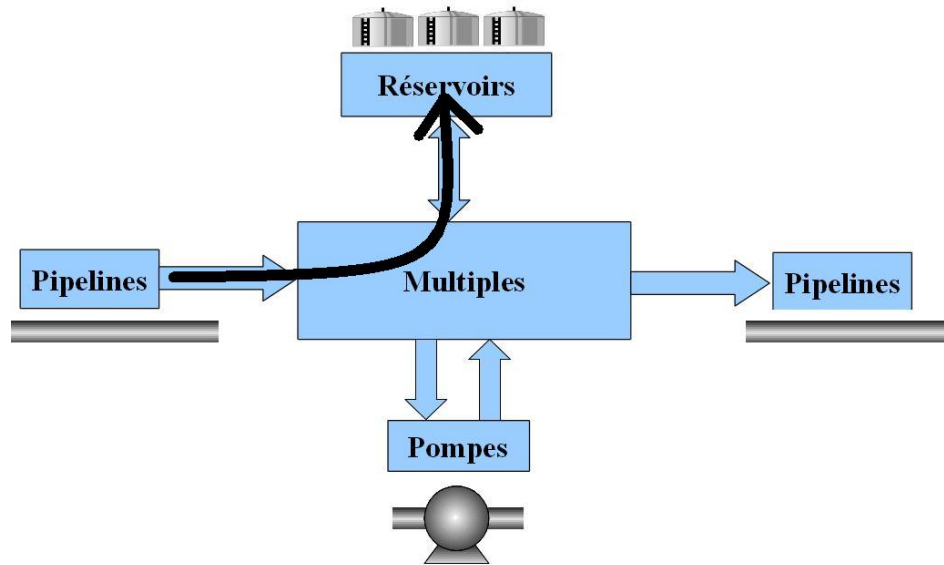 Réservoirs
Pipelines
Multiples
Pipelines
Pompes